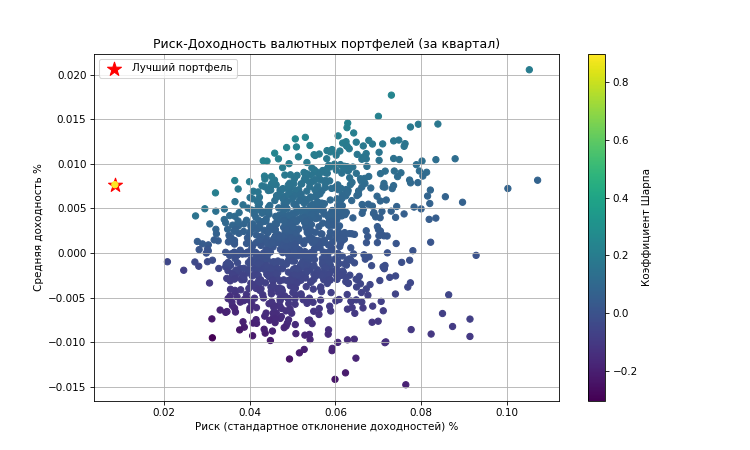 Риск-Доходность валютных портфелей (за квартал)
Лучший портфель
Средняя доходность %
0.020
0.015
0.010
0.005
0.000
−0.005
−0.010
−0.015
0.02 0.04 0.06 0.08 0.10
Риск (стандартное отклонение доходностей) %
0.8
0.6
0.4
0.2
0.0
−0.2
Коэффициент Шарпа